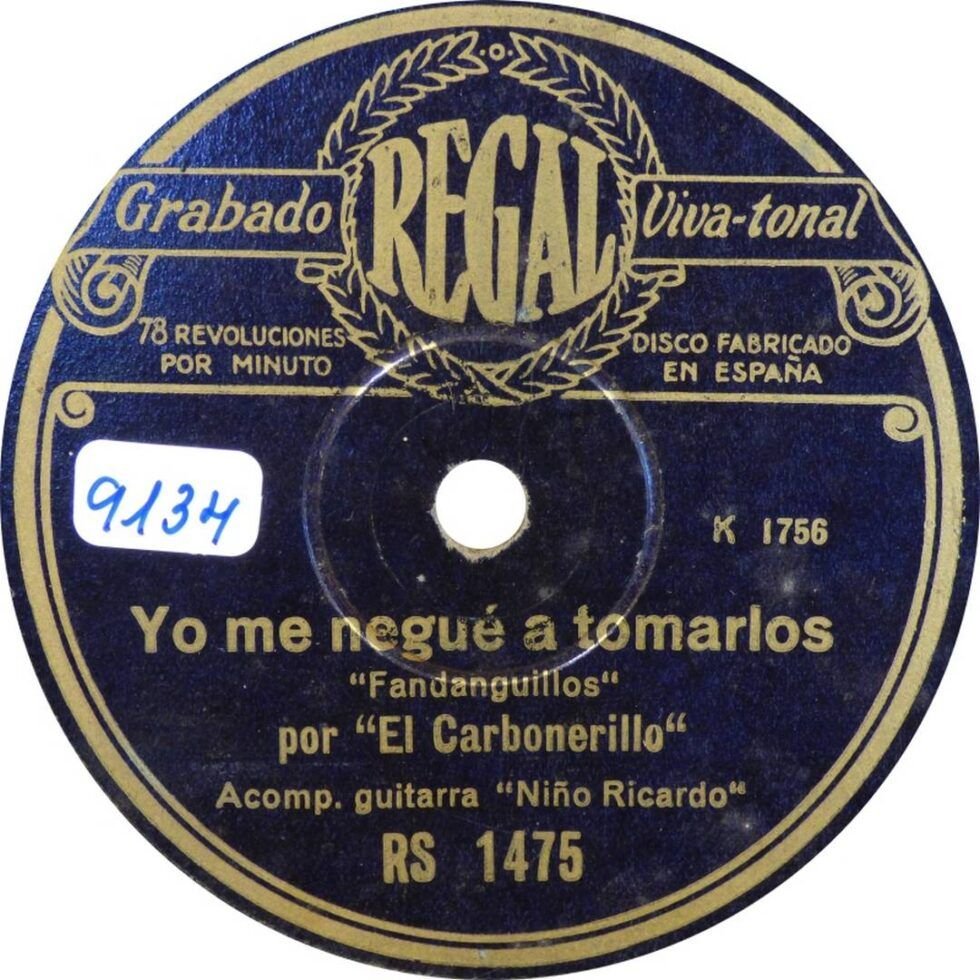 REGAL
Grabado Viva-tonal
78 REVOLUCIONES POR MINUTO
DISCO FABRICADO EN ESPAÑA
9134
K 1756
Yo me negué a tomarlos
"Fandanguillos"
por "El Carbonerillo"
Acomp. guitarra "Niño Ricardo"
RS 1475